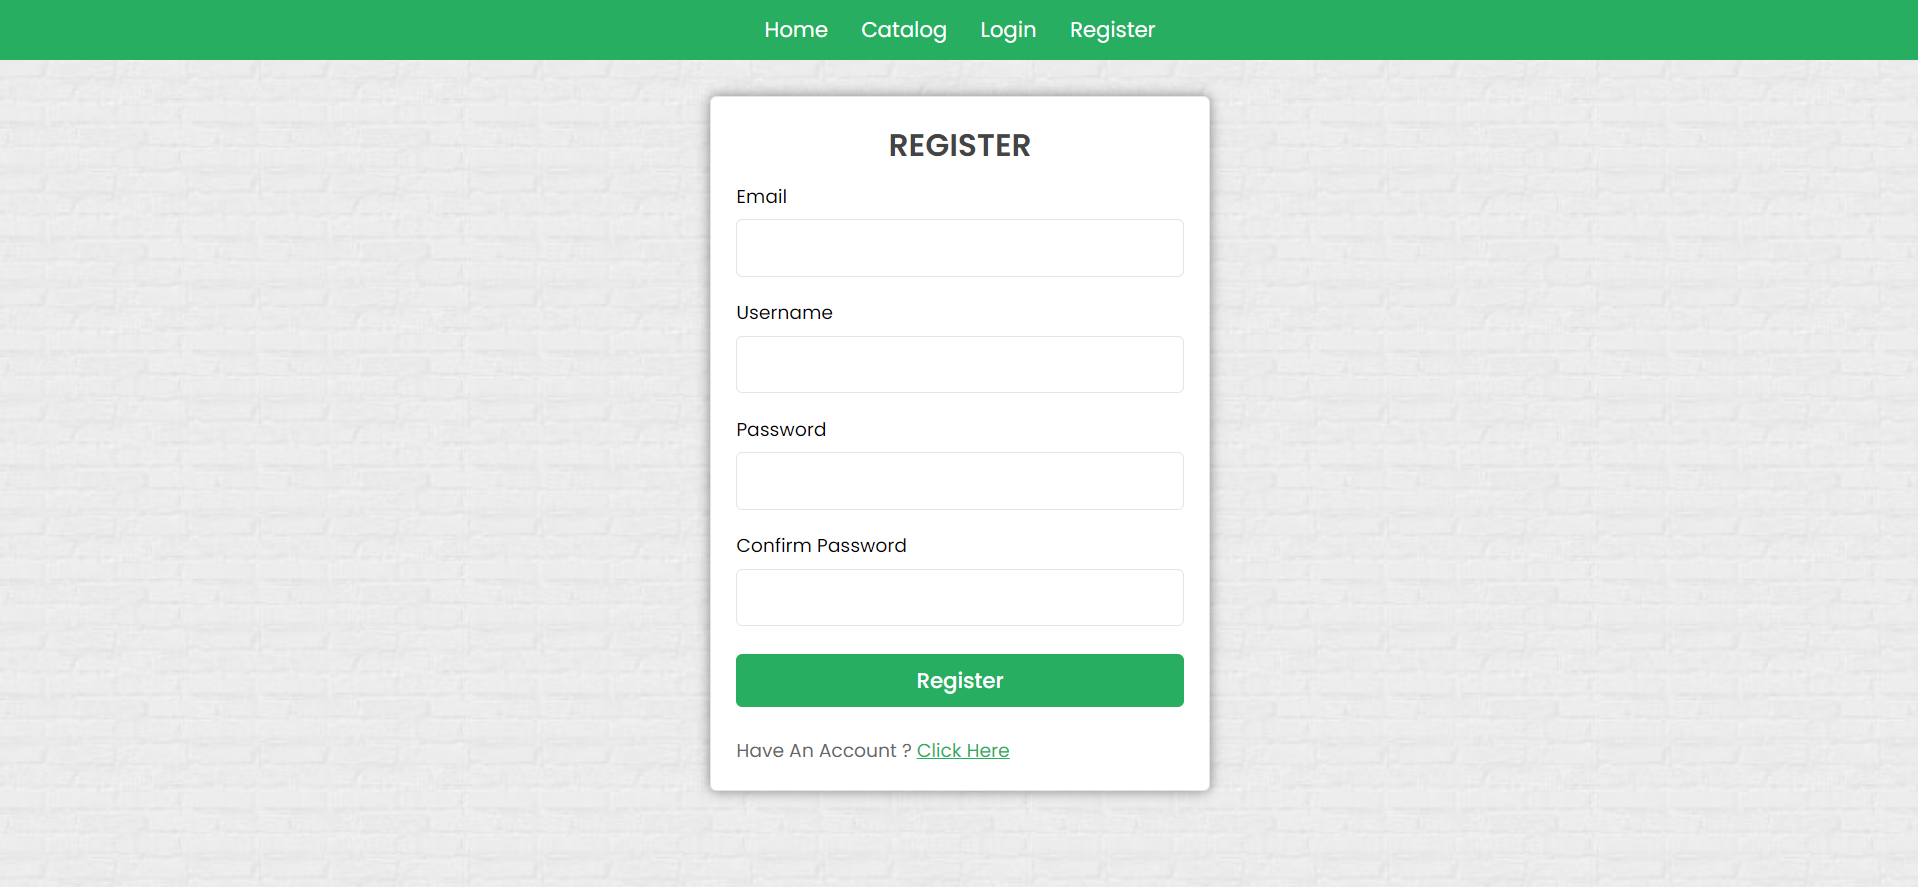 Home Catalog Login Register
REGISTER
Email
Username
Password
Confirm Password
Register
Have An Account ? Click Here